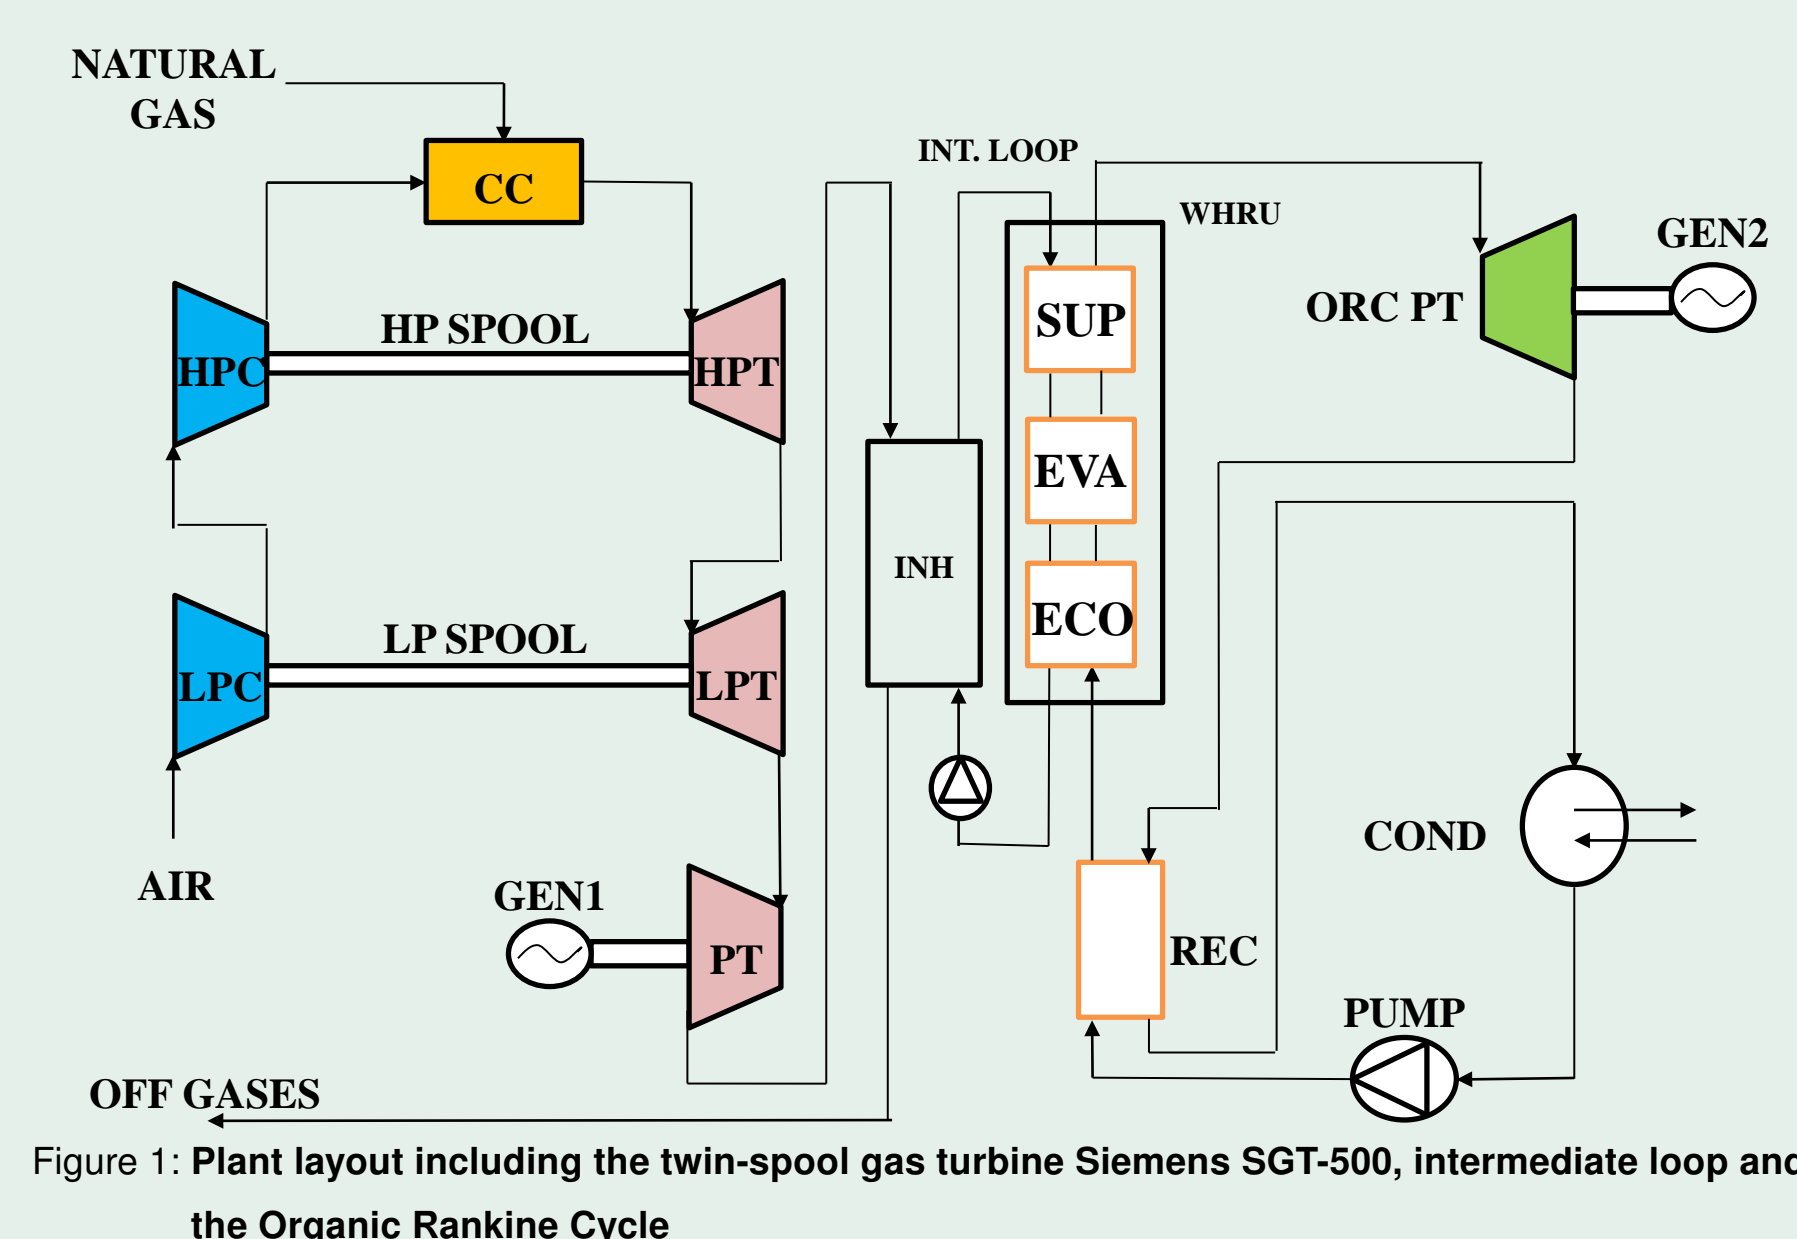 NATURAL
GAS
CC
INT. LOOP
WHRU
GEN2
ORC PT
SUP
HP SPOOL
HPC
HPT
EVA
INH
ECO
LP SPOOL
LPC
LPT
COND
AIR
GEN1
PT
REC
PUMP
OFF GASES
Figure 1: Plant layout including the twin-spool gas turbine Siemens SGT-500, intermediate loop and
the Organic Rankine Cycle